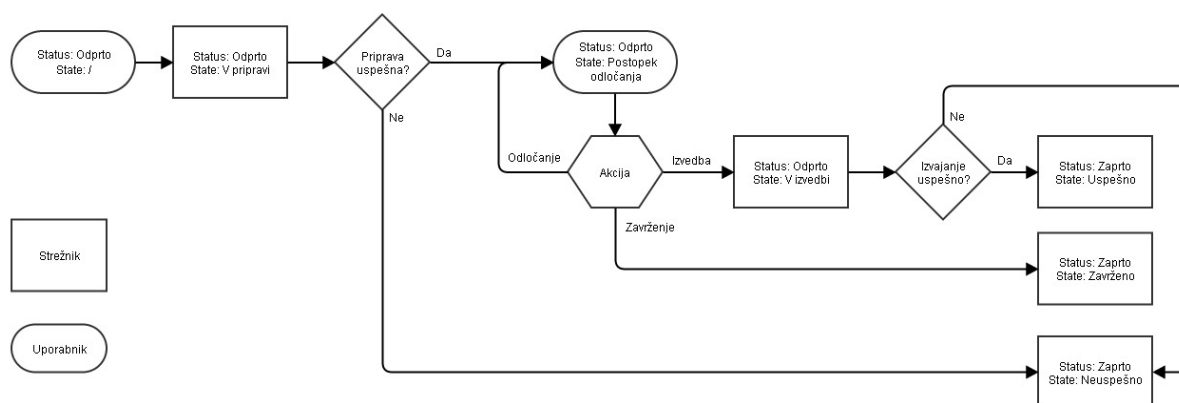 Status: Odprto
State: /
Status: Odprto
State: V pripravi
Priprava
uspešna?
Da
Ne
Status: Odprto
State: Postopek
odločanja
Odločanje
Akcija
Izvedba
Zavrženje
Status: Odprto
State: V izvedbi
Izvajanje
uspešno?
Ne
Da
Status: Zaprto
State: Uspešno
Status: Zaprto
State: Zavrženo
Status: Zaprto
State: Neuspešno
Strežnik
Uporabnik